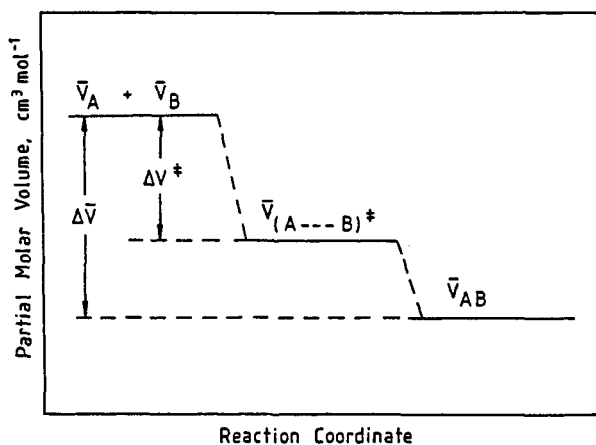 Partial Molar Volume, cm³ mol⁻¹
V̄A + V̄B
ΔV‡
ΔV̄
V̄(A---B)‡
V̄AB
Reaction Coordinate